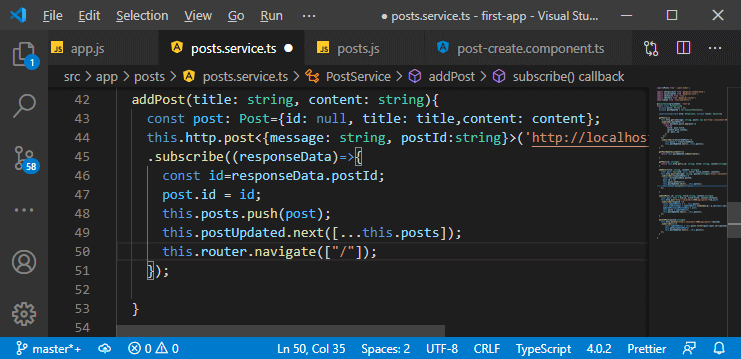 File Edit Selection View Go Run ··· ● posts.service.ts - first-app - Visual Stu...
JS app.js posts.service.ts ● JS posts.js post-create.component.ts ···
src > app > posts > posts.service.ts > PostService > addPost > subscribe() callback
1
58
42 addPost(title: string, content: string){
43 const post: Post={id: null, title: title,content: content};
44 this.http.post<{message: string, postId:string}>('http://localhos
45 .subscribe((responseData)=>{
46 const id=responseData.postId;
47 post.id = id;
48 this.posts.push(post);
49 this.postUpdated.next([...this.posts]);
50 this.router.navigate(["/"]);
51 });
52
53 }
54
master*+ 0 0 Ln 50, Col 35 Spaces: 2 UTF-8 CRLF TypeScript 4.0.2 Prettier